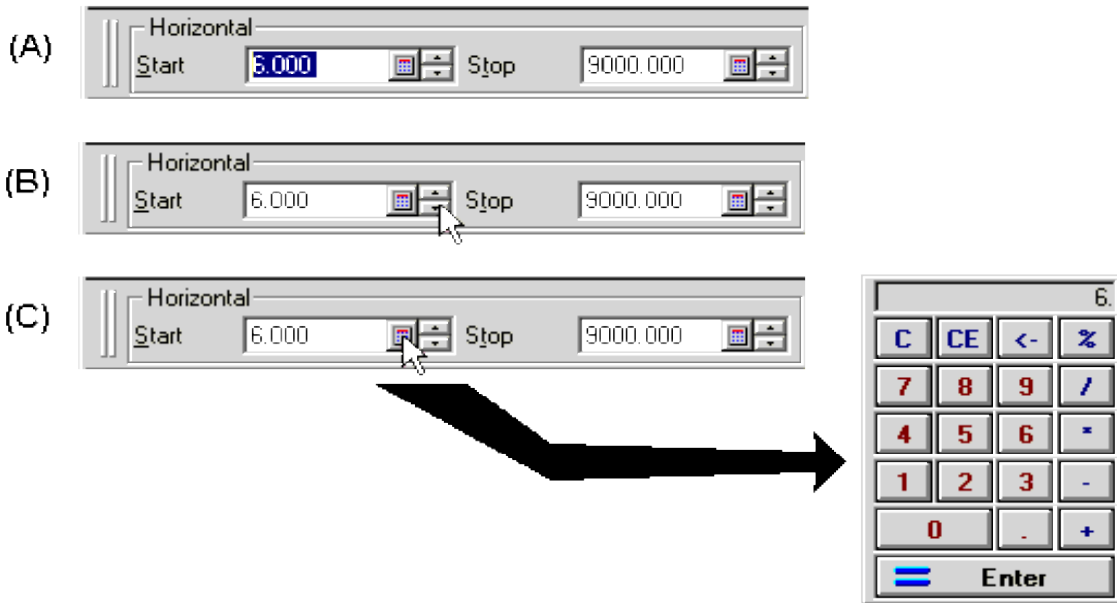 (A)
Horizontal
Start 6.000 Stop 9000.000
(B)
Horizontal
Start 6.000 Stop 9000.000
(C)
Horizontal
Start 6.000 Stop 9000.000
6.
C CE <- %
7 8 9 /
4 5 6 *
1 2 3 -
0 . +
= Enter